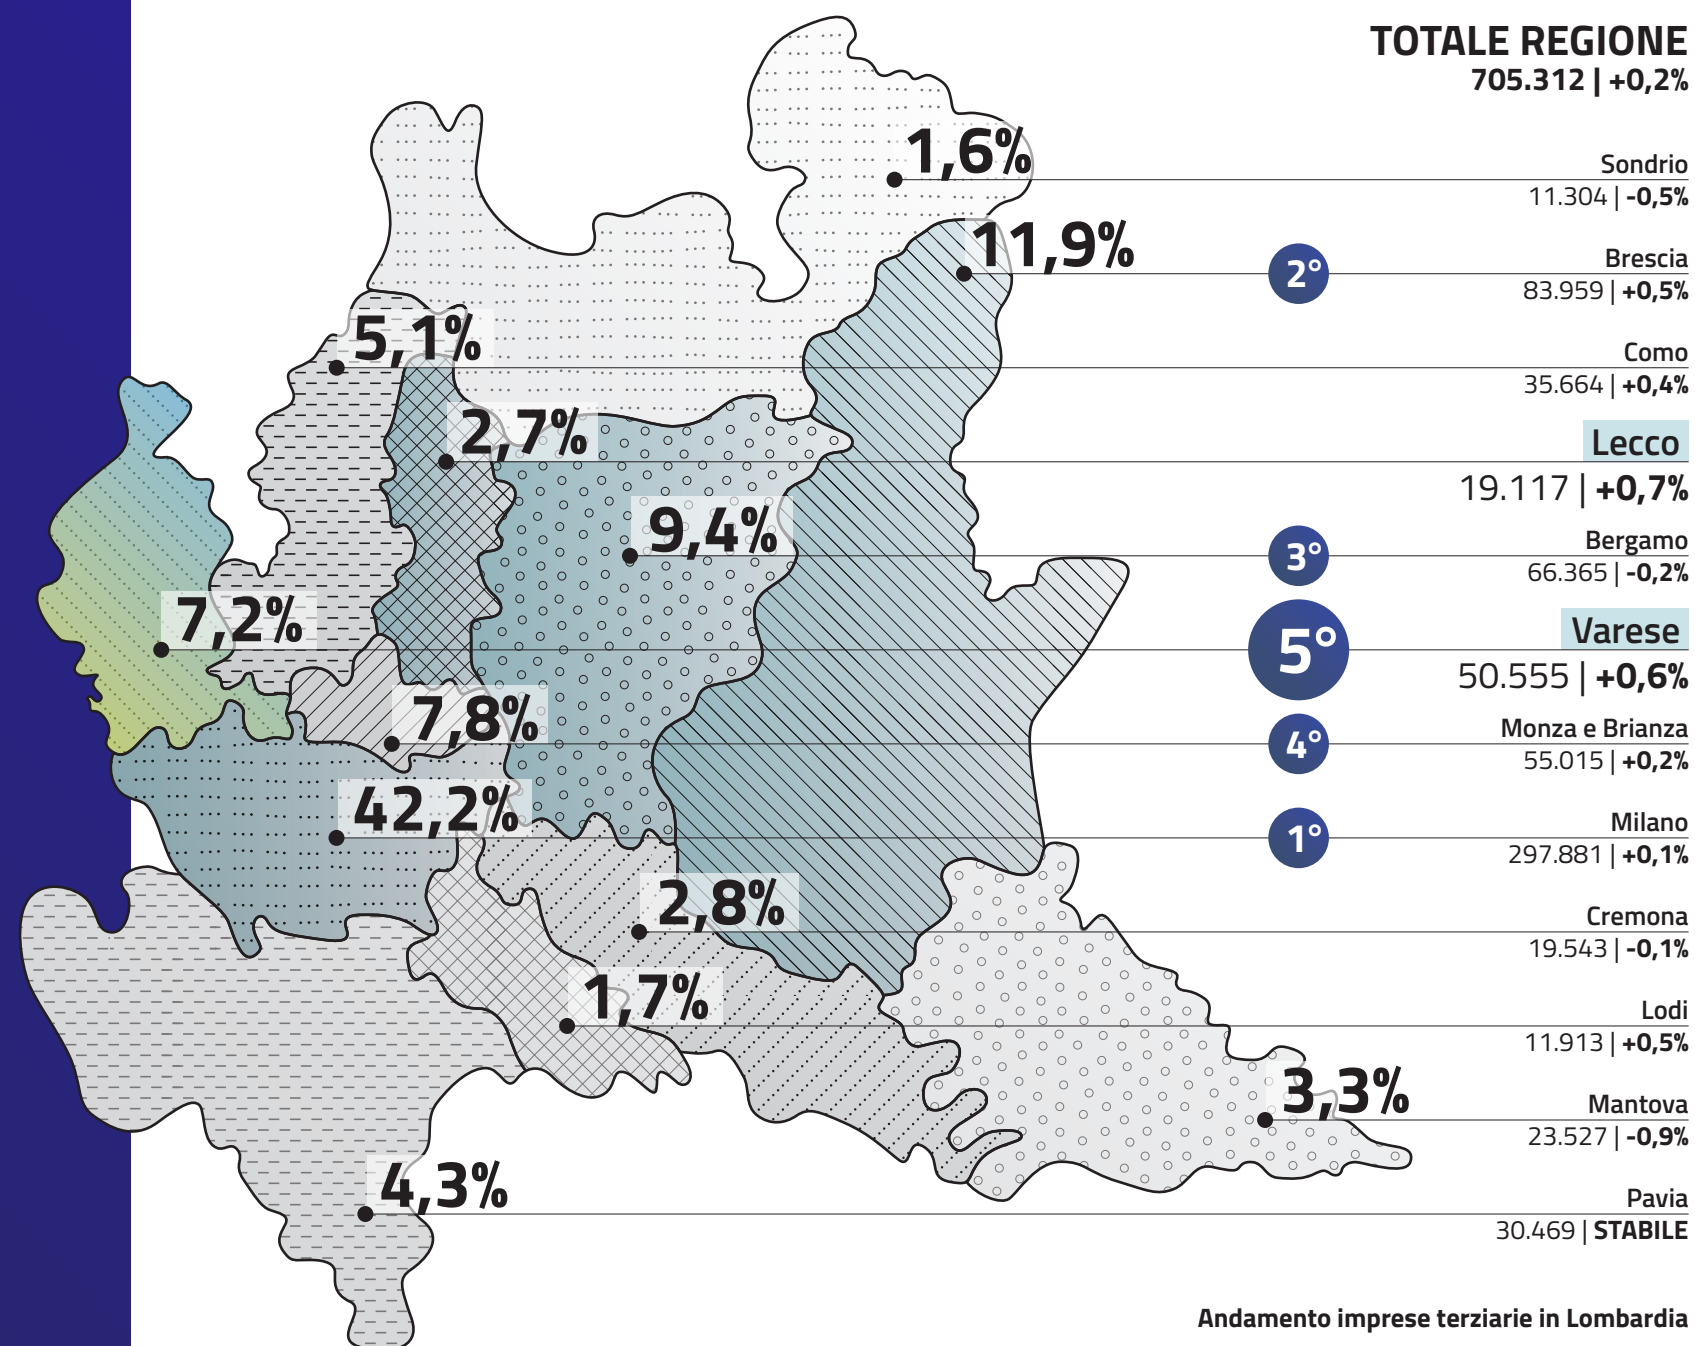 TOTALE REGIONE
705.312 | +0,2%
1,6%
Sondrio
11.304 | -0,5%
11,9%
2°
Brescia
83.959 | +0,5%
5,1%
Como
35.664 | +0,4%
2,7%
Lecco
19.117 | +0,7%
9,4%
3°
Bergamo
66.365 | -0,2%
7,2%
5°
Varese
50.555 | +0,6%
7,8%
4°
Monza e Brianza
55.015 | +0,2%
42,2%
1°
Milano
297.881 | +0,1%
2,8%
Cremona
19.543 | -0,1%
1,7%
Lodi
11.913 | +0,5%
3,3%
Mantova
23.527 | -0,9%
4,3%
Pavia
30.469 | STABILE
Andamento imprese terziarie in Lombardia